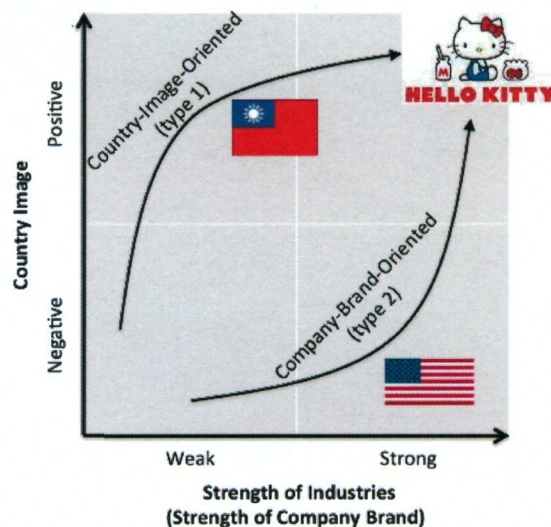 HELLO KITTY
M
Country Image
Positive
Negative
Country-Image-Oriented
(type 1)
Company-Brand-Oriented
(type 2)
Weak
Strong
Strength of Industries
(Strength of Company Brand)